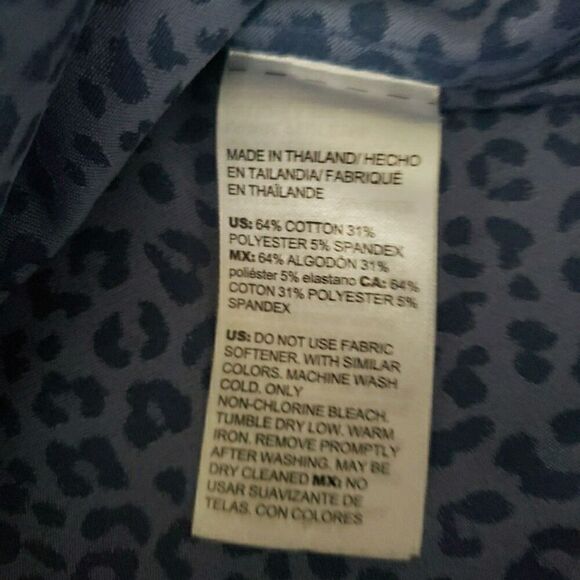 MADE IN THAILAND/ HECHO
EN TAILANDIA/ FABRIQUÉ
EN THAÏLANDE
US: 64% COTTON 31%
POLYESTER 5% SPANDEX
MX: 64% ALGODÓN 31%
poliéster 5% elastano CA: 64%
COTON 31% POLYESTER 5%
SPANDEX
US: DO NOT USE FABRIC
SOFTENER. WITH SIMILAR
COLORS. MACHINE WASH
COLD. ONLY
NON-CHLORINE BLEACH.
TUMBLE DRY LOW. WARM
IRON. REMOVE PROMPTLY
AFTER WASHING. MAY BE
DRY CLEANED MX: NO
USAR SUAVIZANTE DE
TELAS. CON COLORES